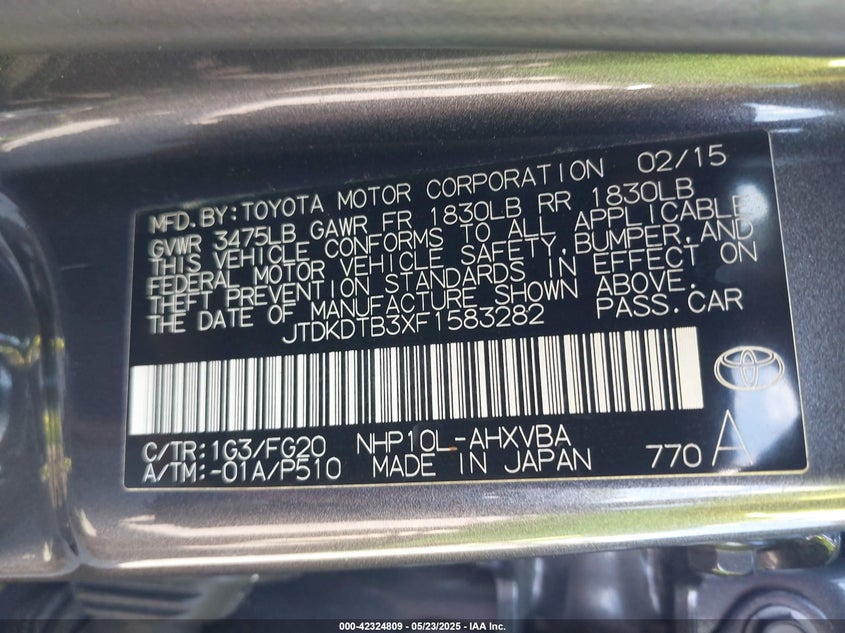 MFD. BY: TOYOTA MOTOR CORPORATION 02/15
GVWR 3475LB GAWR FR 1830LB RR 1830LB
THIS VEHICLE CONFORMS TO ALL APPLICABLE
FEDERAL MOTOR VEHICLE SAFETY, BUMPER, AND
THEFT PREVENTION STANDARDS IN EFFECT ON
THE DATE OF MANUFACTURE SHOWN ABOVE.
JTDKDTB3XF1583282 PASS. CAR
C/TR: 1G3/FG20 NHP10L-AHXVBA
A/TM: -01A/P510 MADE IN JAPAN 770 A
000-42324809 — 05/23/2025 — IAA Inc.